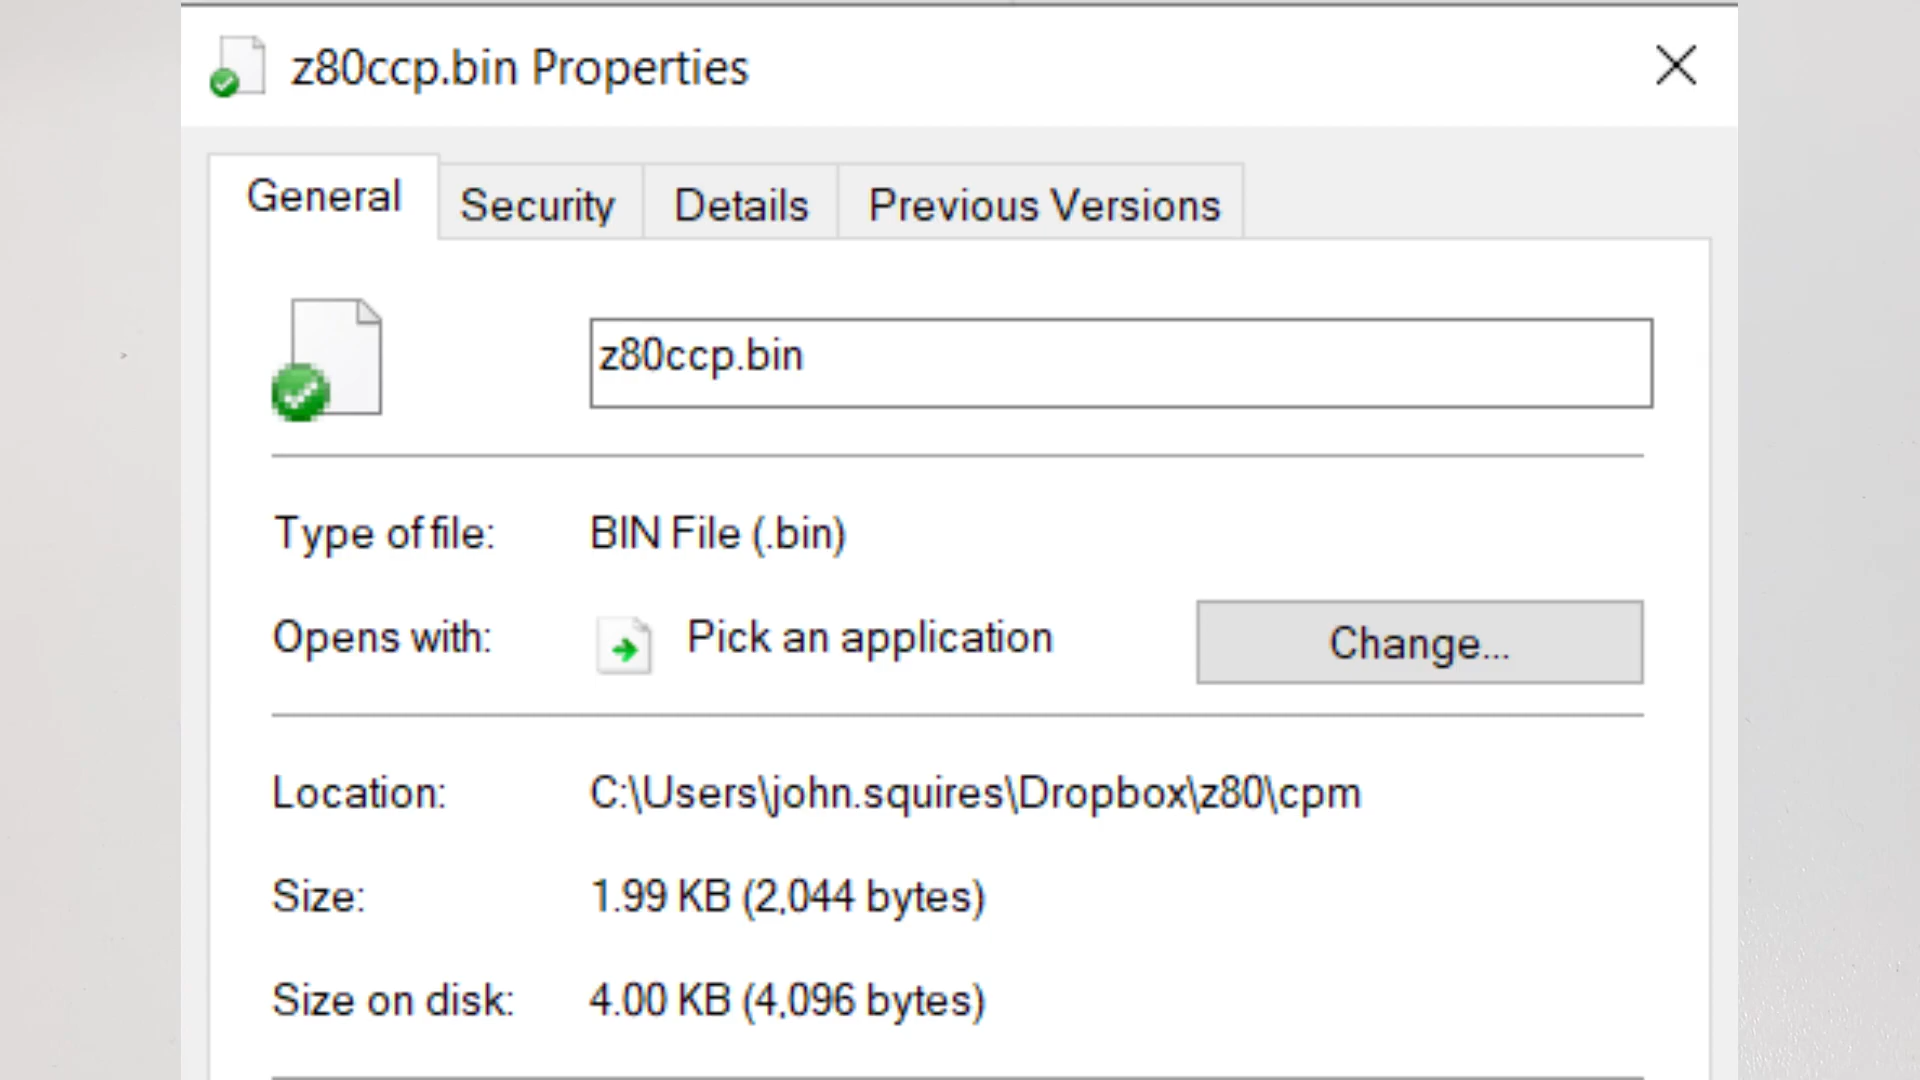 z80ccp.bin Properties
General Security Details Previous Versions
z80ccp.bin
Type of file: BIN File (.bin)
Opens with: Pick an application Change...
Location: C:\Users\john.squires\Dropbox\z80\cpm
Size: 1.99 KB (2,044 bytes)
Size on disk: 4.00 KB (4,096 bytes)